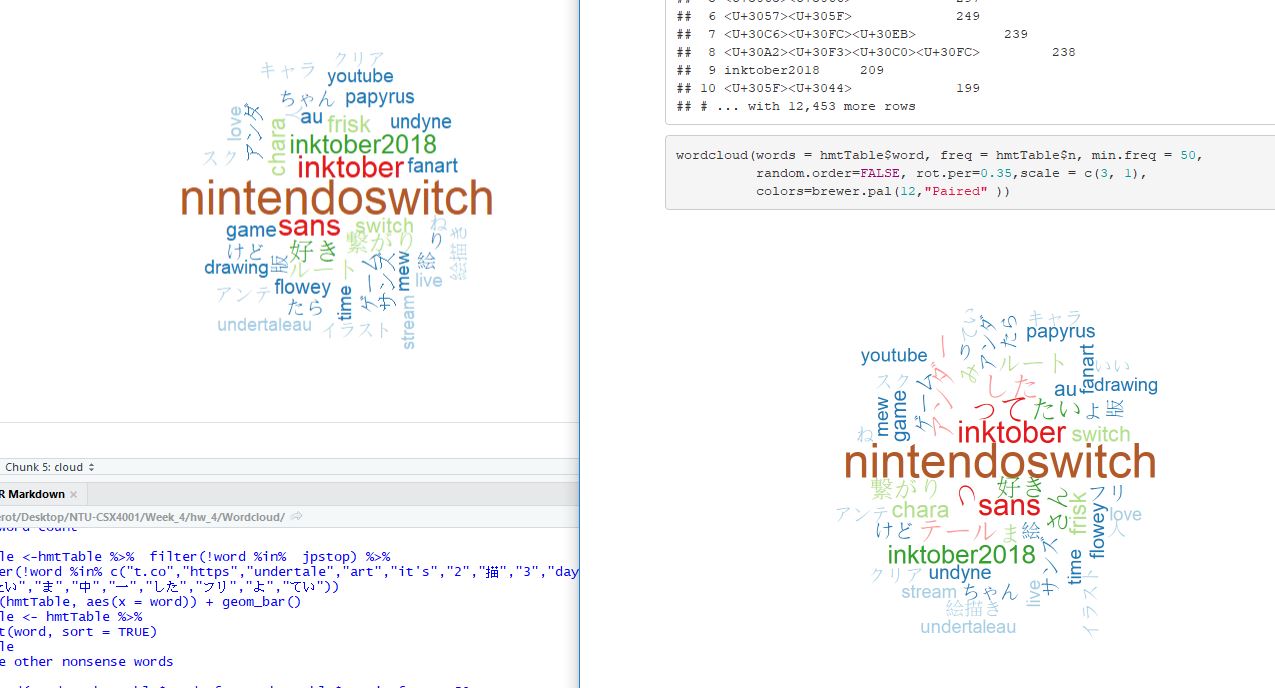 クリア
キャラ
youtube
ちゃん papyrus
love アンダ au frisk undyne
スク chara inktober2018
inktober fanart
nintendoswitch
game sans switch ね
けど 版 好き 繋がり り 絵描き
drawing ルート ゲーム サンズ mew 絵
アンテ flowey time live
たら stream
undertaleau イラスト
Chunk 5: cloud
R Markdown
erot/Desktop/NTU-CSX4001/Week_4/hw_4/Wordcloud/
le <-hmtTable %>% filter(!word %in% jpstop) %>%
er(!word %in% c("t.co","https","undertale","art","it's","2","描","3","day
たい","ま","中","一","した","フリ","よ","てい"))
(hmtTable, aes(x = word)) + geom_bar()
le <- hmtTable %>%
t(word, sort = TRUE)
le
e other nonsense words
## 6 <U+3057><U+305F> 249
## 7 <U+30C6><U+30FC><U+30EB> 239
## 8 <U+30A2><U+30F3><U+30C0><U+30FC> 238
## 9 inktober2018 209
## 10 <U+305F><U+3044> 199
## # ... with 12,453 more rows
wordcloud(words = hmtTable$word, freq = hmtTable$n, min.freq = 50,
random.order=FALSE, rot.per=0.35,scale = c(3, 1),
colors=brewer.pal(12,"Paired" ))
てい アンダ たら キャラ
り papyrus
youtube み ルート fanart いい
スク ゲーム アンダー した au drawing
mew game って たい よ 版
ね inktober switch
nintendoswitch
繋がり っ 好き さん フリ
アンテ chara sans frisk love
けど テール ま 絵 flowey 人
inktober2018 サンズ
クリア undyne time
stream ちゃん live イラスト
絵描き
undertaleau